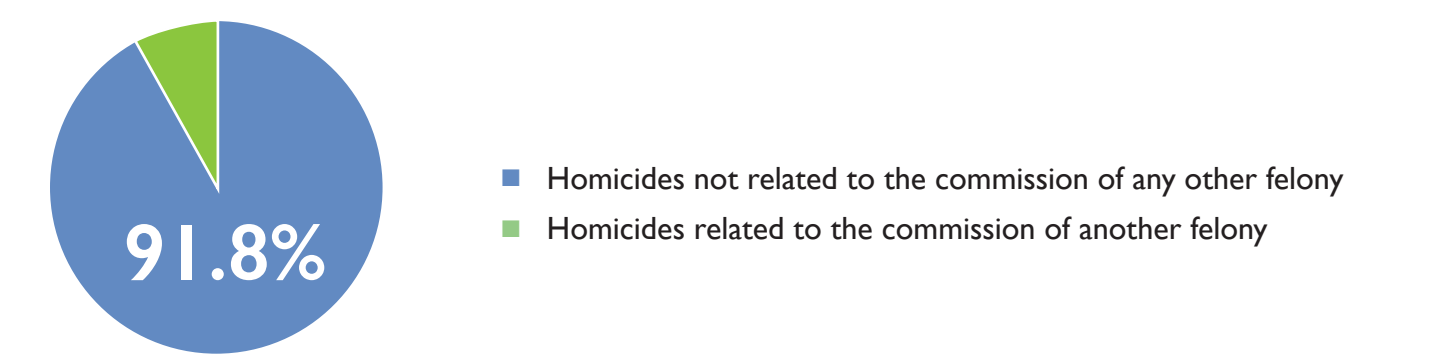 91.8%
Homicides not related to the commission of any other felony
Homicides related to the commission of another felony